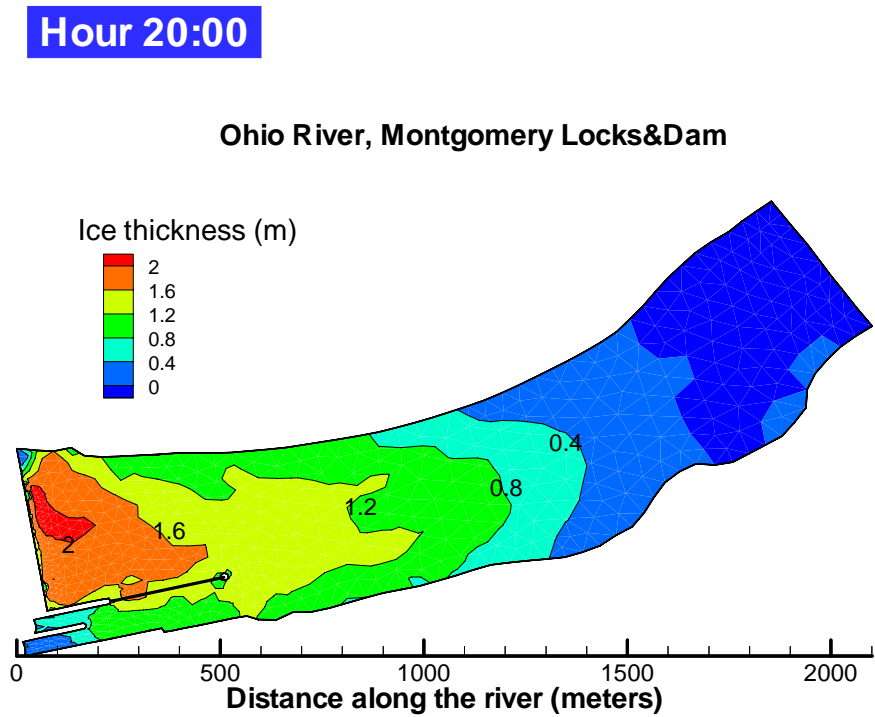 Hour 20:00
Ohio River, Montgomery Locks&Dam
Ice thickness (m)
2
1.6
1.2
0.8
0.4
0
0.4
0.8
1.2
1.6
2
0 500 1000 1500 2000
Distance along the river (meters)